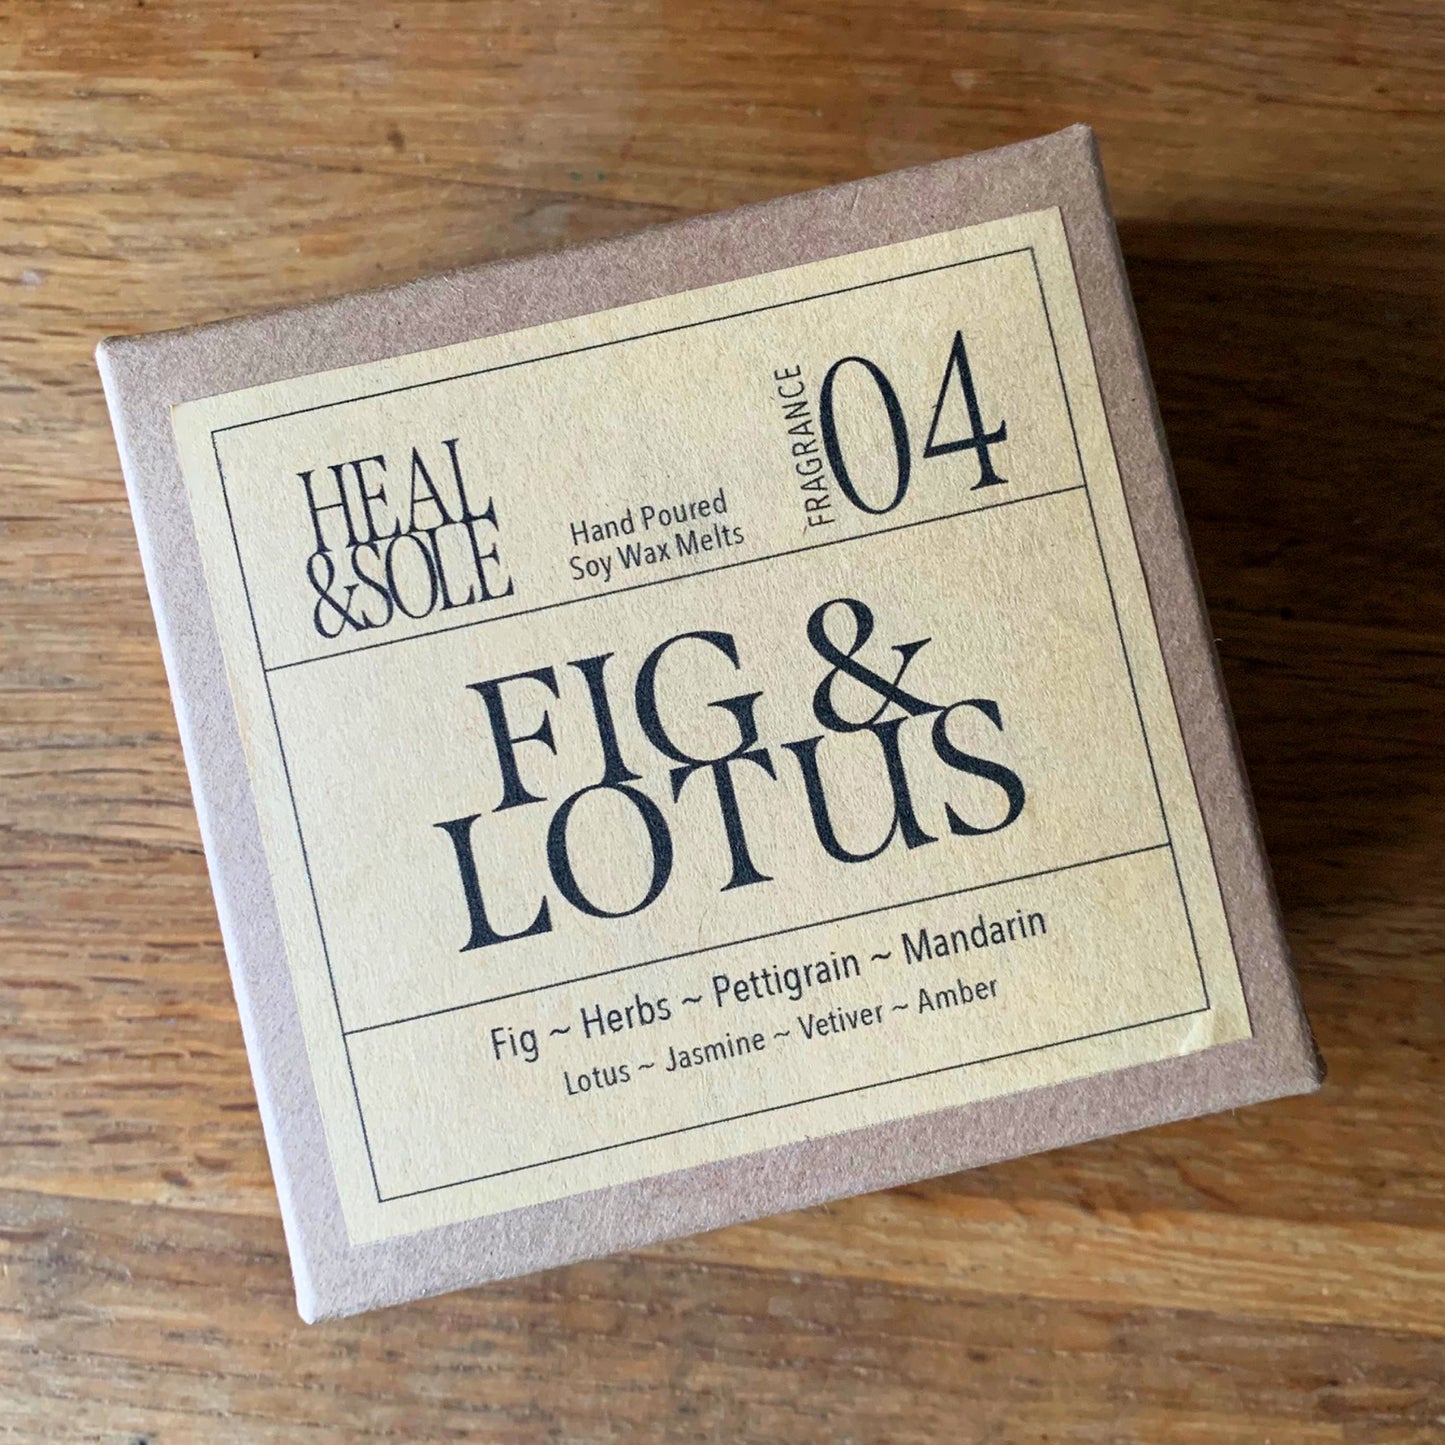 HEAL
&SOLE
Hand Poured
Soy Wax Melts
FRAGRANCE
04
FIG &
LOTUS
Fig ~ Herbs ~ Pettigrain ~ Mandarin
Lotus ~ Jasmine ~ Vetiver ~ Amber